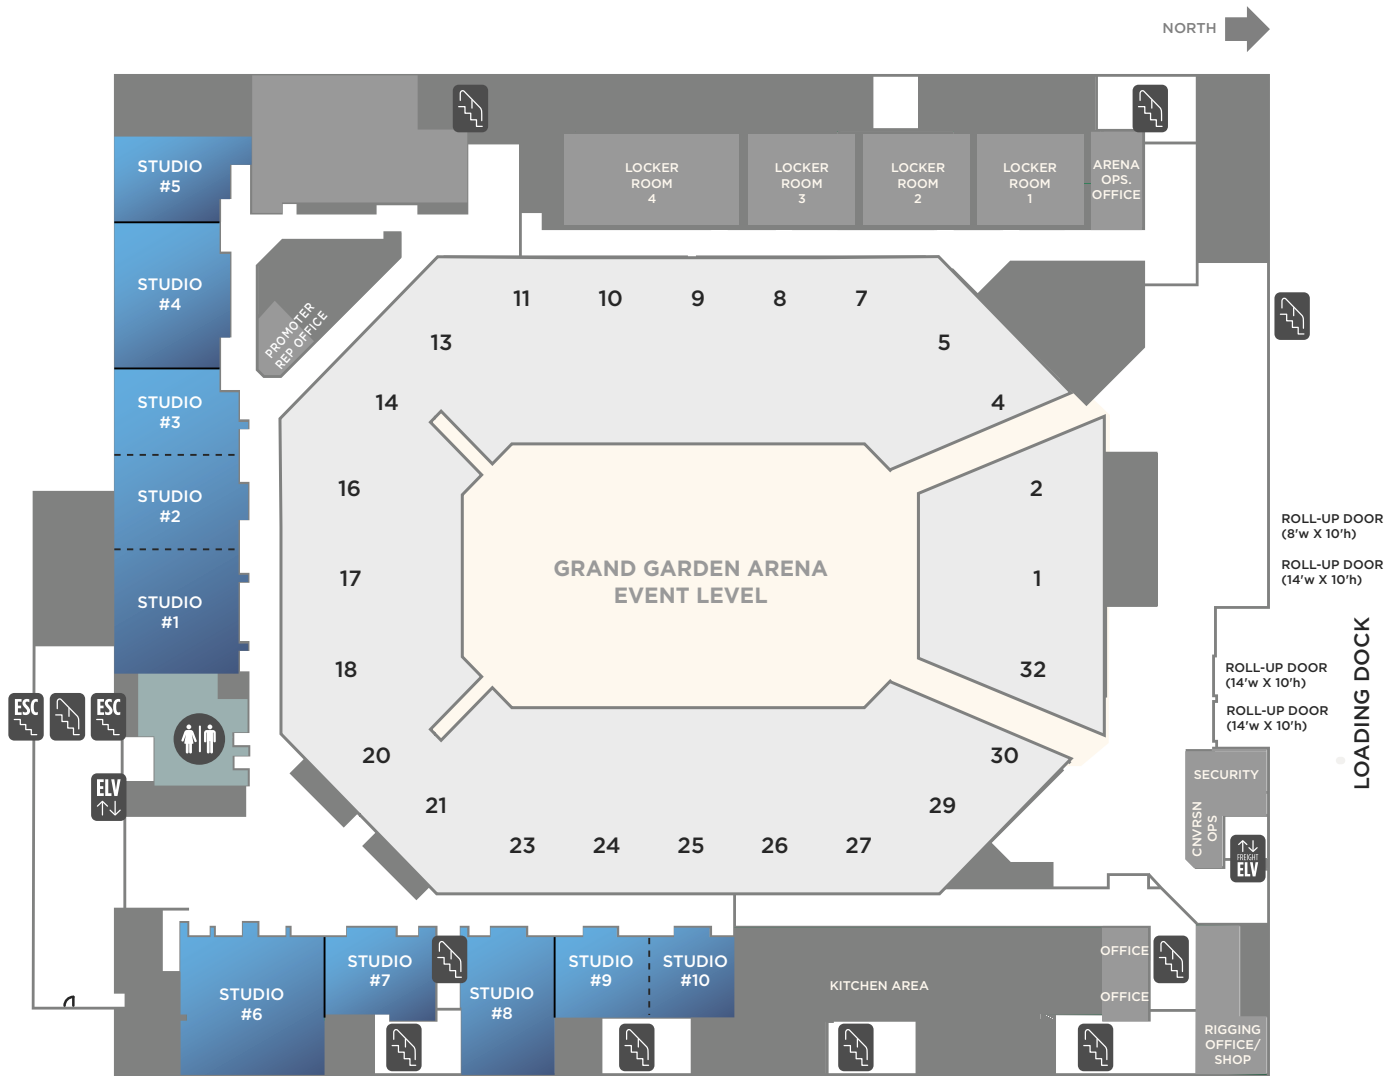 NORTH
STUDIO
#5
LOCKER
ROOM
4
LOCKER
ROOM
3
LOCKER
ROOM
2
LOCKER
ROOM
1
ARENA
OPS.
OFFICE
STUDIO
#4
PROMOTER
REP OFFICE
11
10
9
8
7
13
5
14
4
STUDIO
#3
16
2
STUDIO
#2
ROLL-UP DOOR
(8'w X 10'h)
17
GRAND GARDEN ARENA
EVENT LEVEL
1
ROLL-UP DOOR
(14'w X 10'h)
STUDIO
#1
18
32
ROLL-UP DOOR
(14'w X 10'h)
ROLL-UP DOOR
(14'w X 10'h)
LOADING DOCK
ESC
ESC
20
30
ELV
21
29
SECURITY
CNVRSN
OPS
23
24
25
26
27
FREIGHT
ELV
STUDIO
#6
STUDIO
#7
STUDIO
#8
STUDIO
#9
STUDIO
#10
KITCHEN AREA
OFFICE
OFFICE
RIGGING
OFFICE/
SHOP